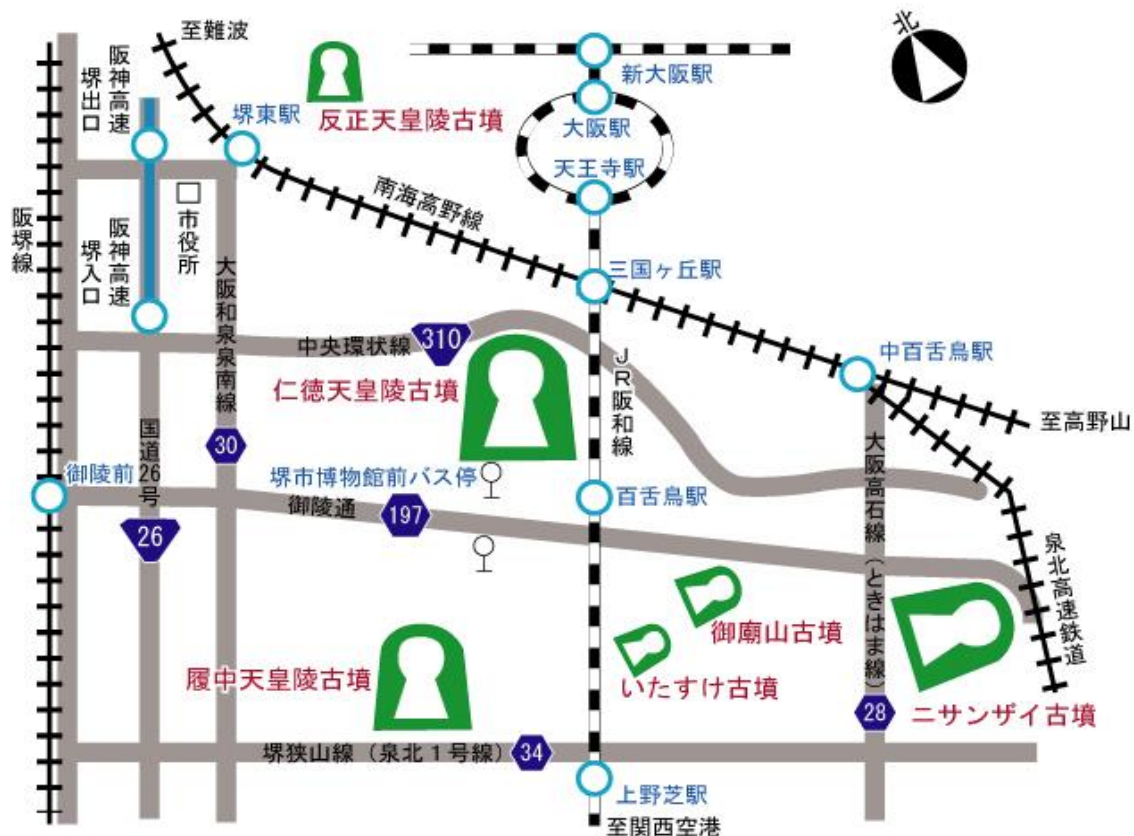 至難波
北
阪神高速
堺出口
新大阪駅
堺東駅
反正天皇陵古墳
大阪駅
天王寺駅
南海高野線
市役所
阪堺線
阪神高速
堺入口
大阪和泉泉南線
三国ヶ丘駅
中央環状線
310
JR阪和線
中百舌鳥駅
仁徳天皇陵古墳
至高野山
国道26号
30
大阪高石線(ときはま線)
御陵前
堺市博物館前バス停
百舌鳥駅
御陵通
197
26
泉北高速鉄道
御廟山古墳
履中天皇陵古墳
いたすけ古墳
28
ニサンザイ古墳
堺狭山線(泉北1号線)
34
上野芝駅
至関西空港